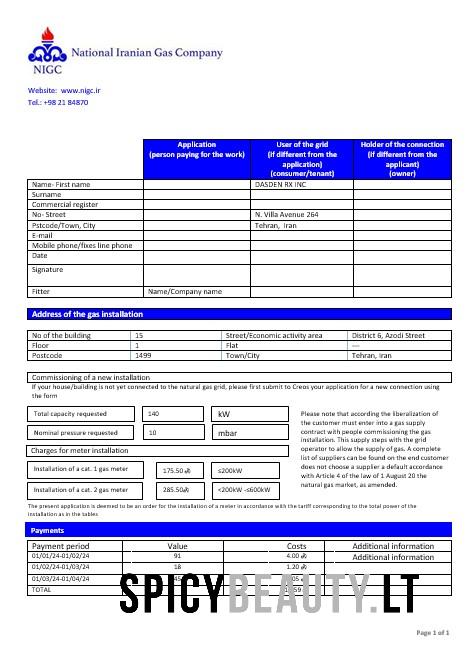 National Iranian Gas Company
NIGC
Website: www.nigc.ir
Tel.: +98 21 84870
Application (person paying for the work)
User of the grid (if different from the application) (consumer/tenant)
Holder of the connection (if different from the applicant) (owner)
Name- First name DASDEN RX INC
Surname
Commercial register
No- Street N. Villa Avenue 264
Pstcode/Town, City Tehran, Iran
E-mail
Mobile phone/fixes line phone
Date
Signature
Fitter Name/Company name
Address of the gas installation
No of the building 15 Street/Economic activity area District 6, Azodi Street
Floor 1 Flat ---
Postcode 1499 Town/City Tehran, Iran
Commissioning of a new installation
If your house/building is not yet connected to the natural gas grid, please first submit to Creos your application for a new connection using
the form
Total capacity requested 140 kW
Nominal pressure requested 10 mbar
Charges for meter installation
Installation of a cat. 1 gas meter 175.50 ﷼ ≤200kW
Installation of a cat. 2 gas meter 285.50 ﷼ <200kW -≤600kW
Please note that according the liberalization of
the customer must enter into a gas supply
contract with people commissioning the gas
installation. This supply steps with the grid
operator to allow the supply of gas. A complete
list of suppliers can be found on the end customer
does not choose a supplier a default accordance
with Article 4 of the law of 1 August 20 the
natural gas market, as amended.
The present application is deemed to be an order for the installation of a meter in accordance with the tariff corresponding to the total power of the
installation as in the tables
Payments
Payment period Value Costs Additional information
01/01/24-01/02/24 91 4.00 ﷼ Additional information
01/02/24-01/03/24 18 1.20 ﷼
01/03/24-01/04/24
TOTAL
SPICYBEAUTY.LT
Page 1 of 1